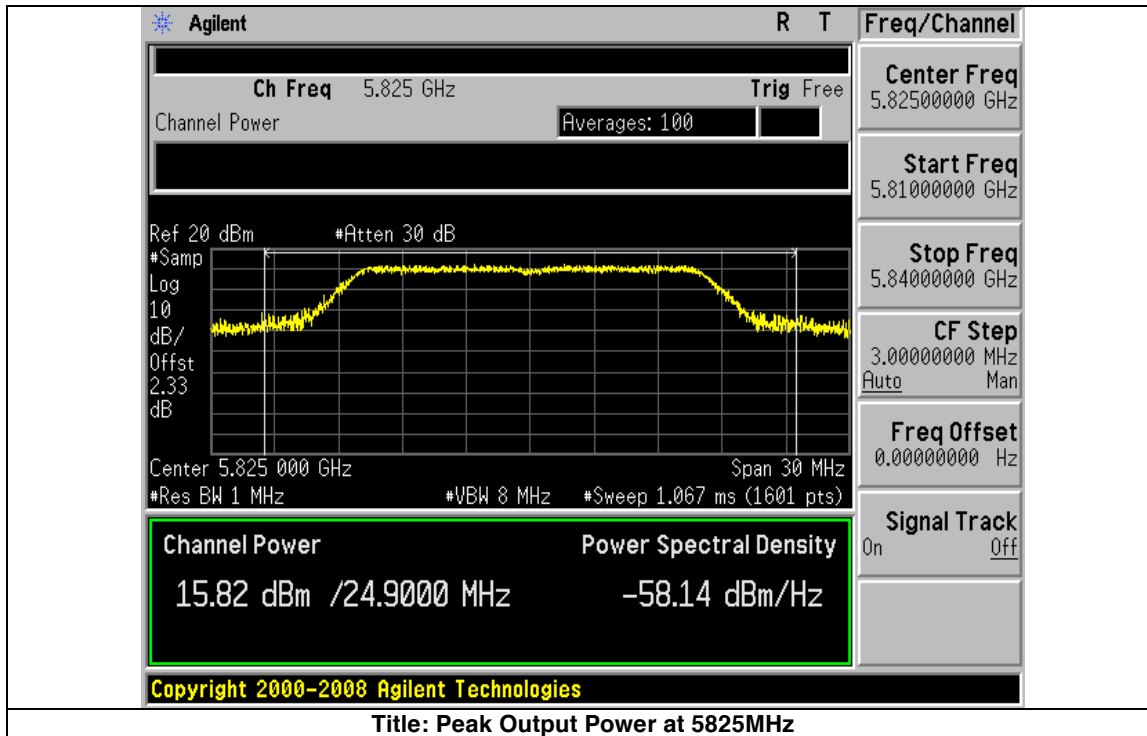 Agilent R T
Ch Freq 5.825 GHz Trig Free
Channel Power Averages: 100
Ref 20 dBm #Atten 30 dB
#Samp
Log
10
dB/
Offst
2.33
dB
Center 5.825 000 GHz Span 30 MHz
#Res BW 1 MHz #VBW 8 MHz #Sweep 1.067 ms (1601 pts)
Channel Power Power Spectral Density
15.82 dBm /24.9000 MHz -58.14 dBm/Hz
Copyright 2000-2008 Agilent Technologies
Freq/Channel
Center Freq
5.82500000 GHz
Start Freq
5.81000000 GHz
Stop Freq
5.84000000 GHz
CF Step
3.00000000 MHz
Auto Man
Freq Offset
0.00000000 Hz
Signal Track
On Off
Title: Peak Output Power at 5825MHz